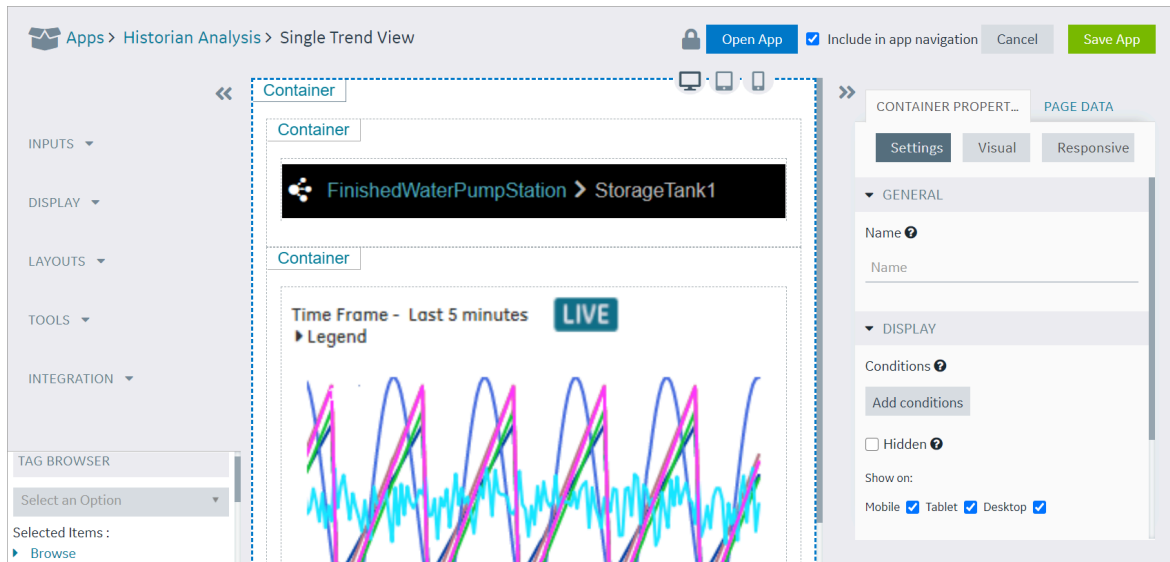 Apps > Historian Analysis > Single Trend View
Open App
Include in app navigation
Cancel
Save App
INPUTS
DISPLAY
LAYOUTS
TOOLS
INTEGRATION
TAG BROWSER
Select an Option
Selected Items :
Browse
Container
Container
FinishedWaterPumpStation > StorageTank1
Container
Time Frame - Last 5 minutes
LIVE
Legend
CONTAINER PROPERT...
PAGE DATA
Settings
Visual
Responsive
GENERAL
Name
Name
DISPLAY
Conditions
Add conditions
Hidden
Show on:
Mobile Tablet Desktop